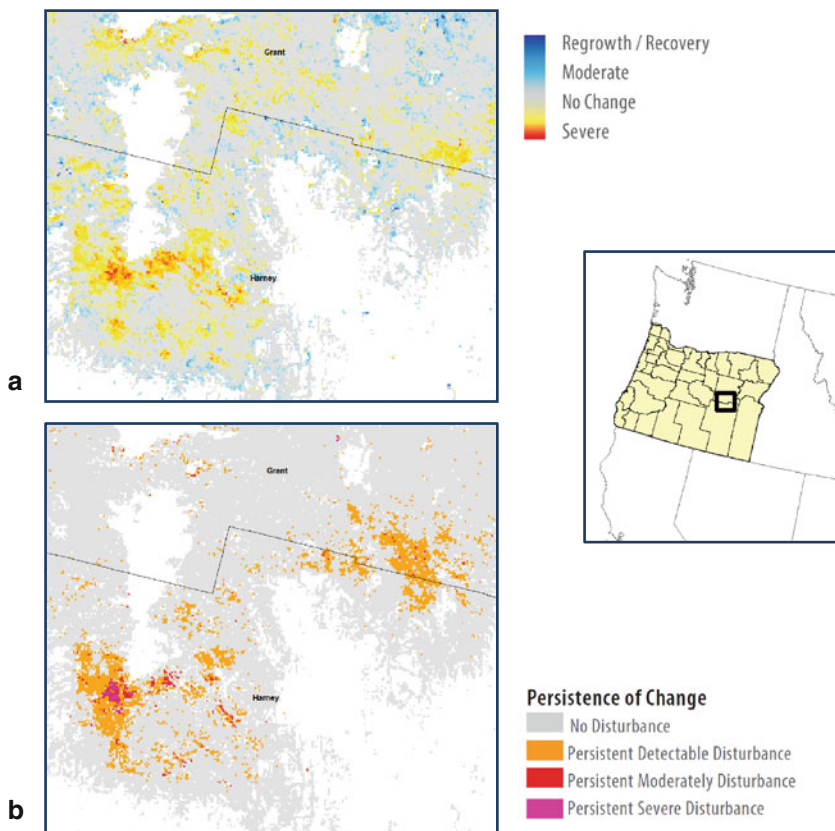 Grant
Harney
a
Regrowth / Recovery
Moderate
No Change
Severe
Grant
Harney
b
Persistence of Change
No Disturbance
Persistent Detectable Disturbance
Persistent Moderately Disturbance
Persistent Severe Disturbance